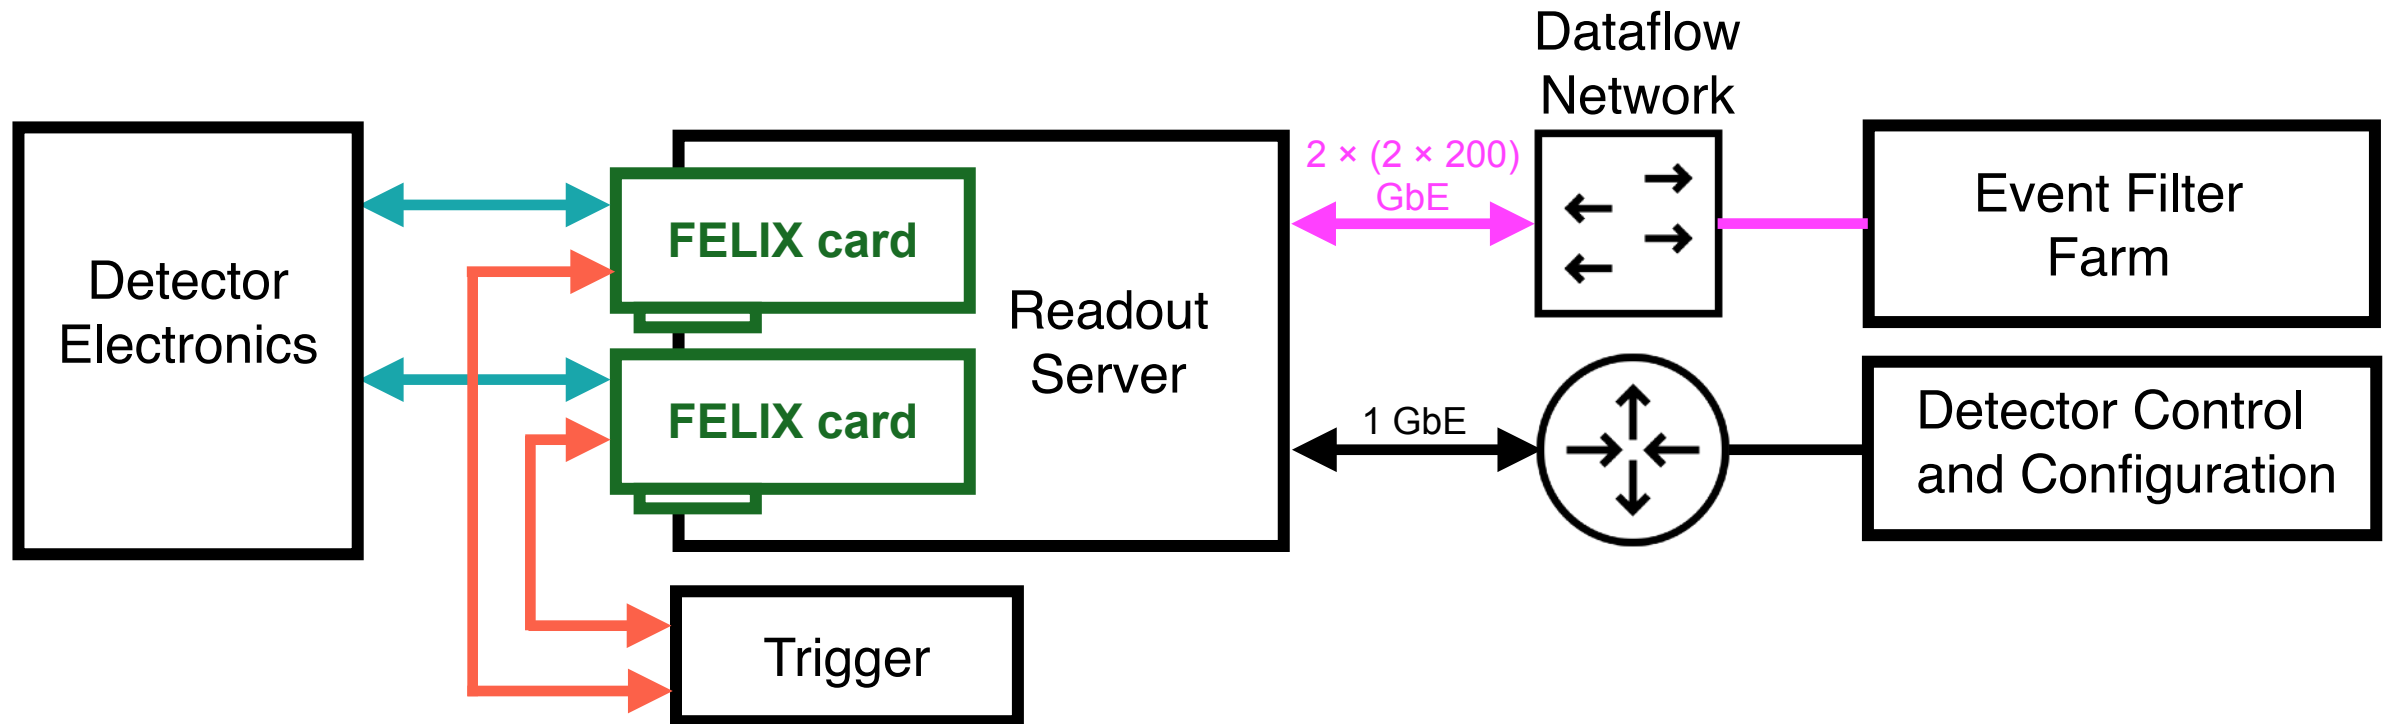 Dataflow
Network
Detector
Electronics
FELIX card
FELIX card
Readout
Server
2 × (2 × 200)
GbE
Event Filter
Farm
1 GbE
Detector Control
and Configuration
Trigger